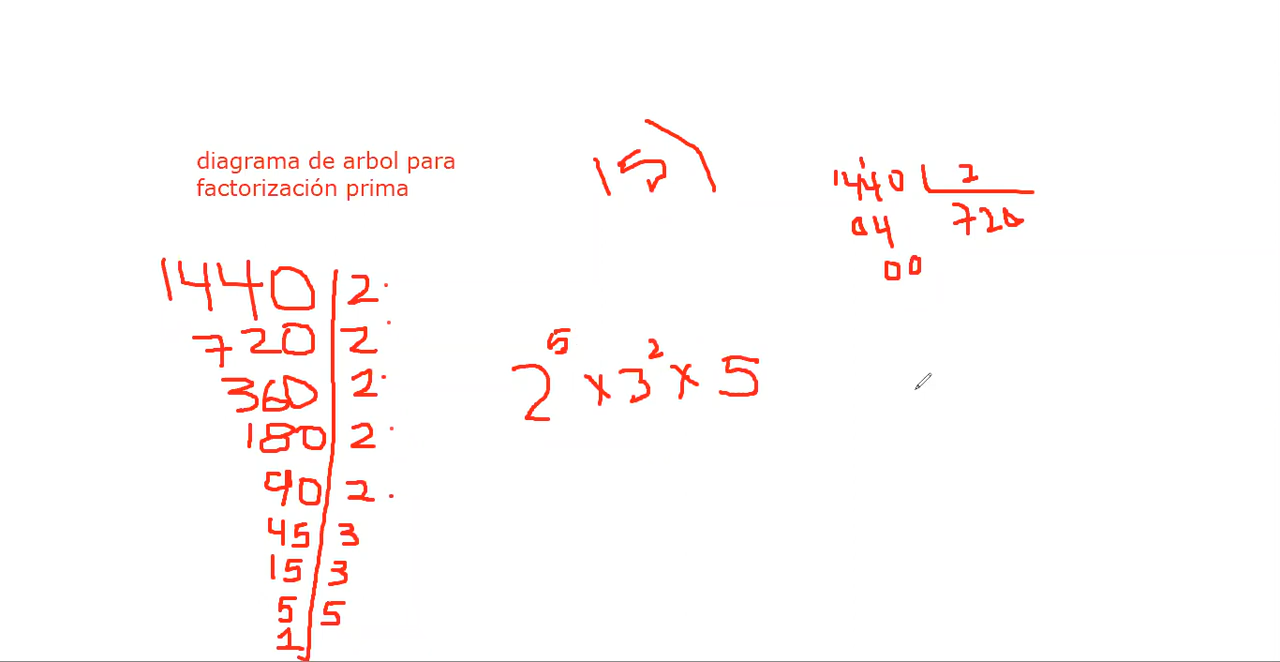 diagrama de arbol para
factorización prima
15
1440 | 2
720 | 2
360 | 2
180 | 2
90 | 2
45 | 3
15 | 3
5 | 5
1
2⁵ x 3² x 5
1440 | 2
04 720
00